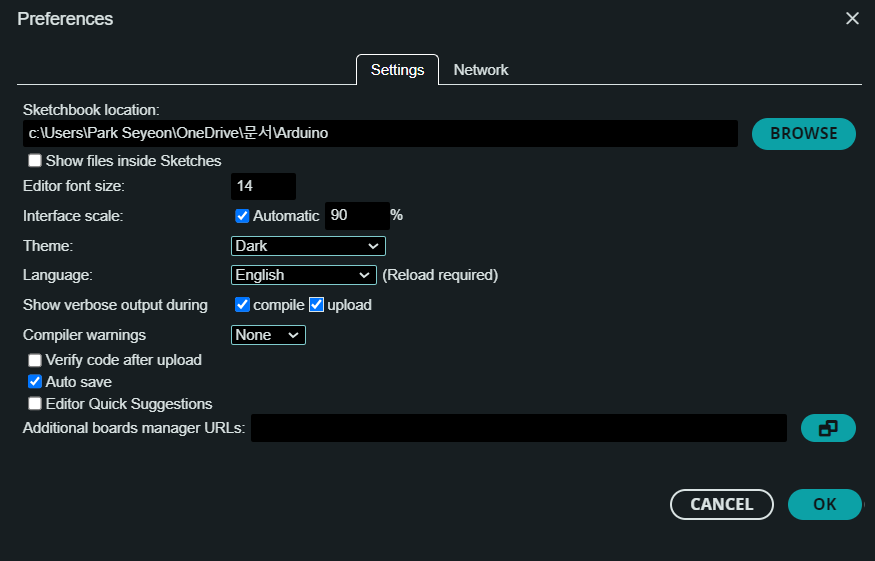 Preferences
Settings Network
Sketchbook location:
c:\Users\Park Seyeon\OneDrive\문서\Arduino BROWSE
Show files inside Sketches
Editor font size: 14
Interface scale: Automatic 90 %
Theme: Dark
Language: English (Reload required)
Show verbose output during compile upload
Compiler warnings None
Verify code after upload
Auto save
Editor Quick Suggestions
Additional boards manager URLs:
CANCEL OK